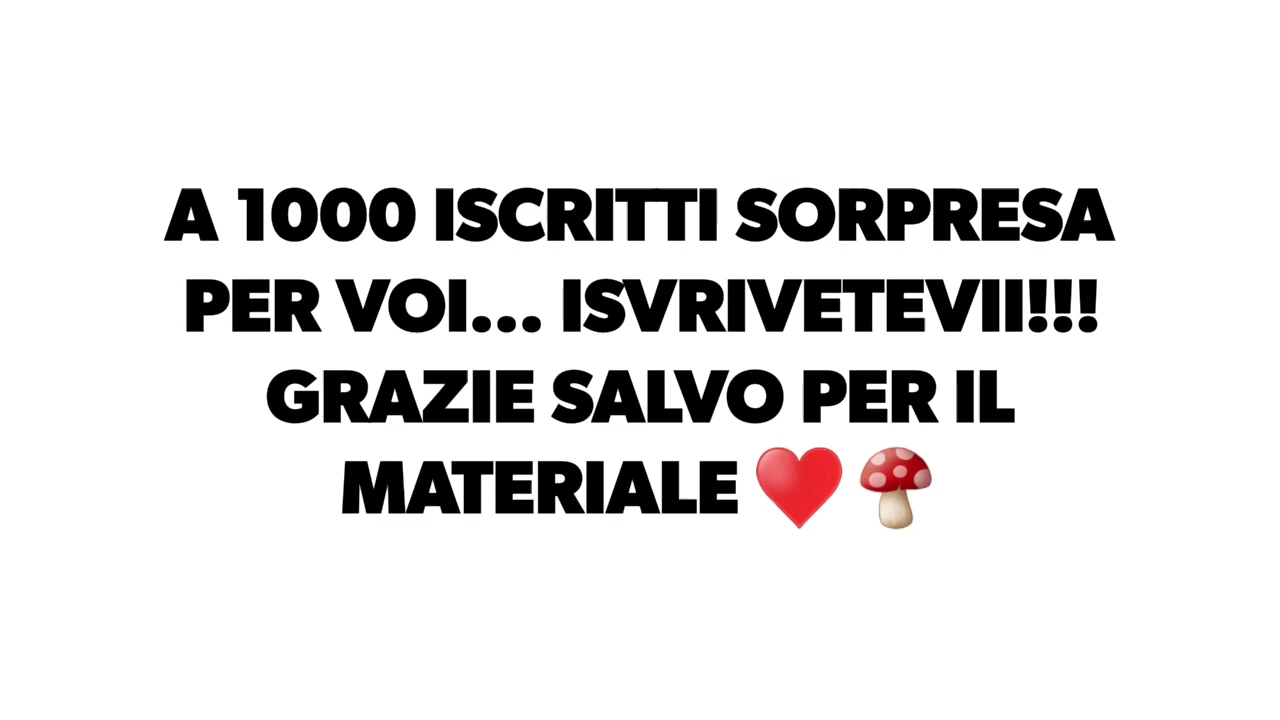 A 1000 ISCRITTI SORPRESA
PER VOI... ISVRIVETEVII!!!
GRAZIE SALVO PER IL
MATERIALE ♥️🍄